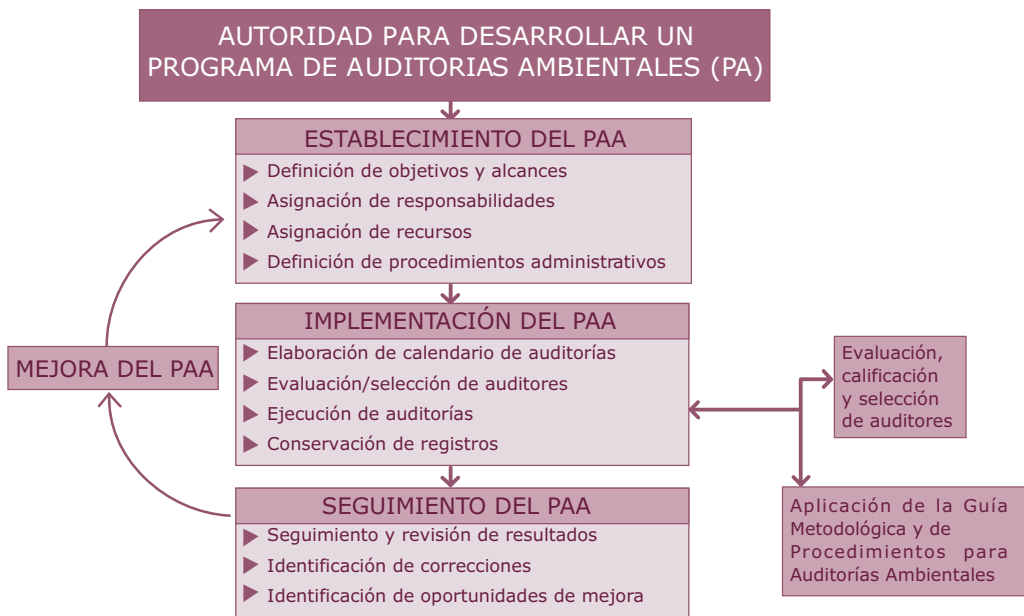 AUTORIDAD PARA DESARROLLAR UN
PROGRAMA DE AUDITORIAS AMBIENTALES (PA)
ESTABLECIMIENTO DEL PAA
Definición de objetivos y alcances
Asignación de responsabilidades
Asignación de recursos
Definición de procedimientos administrativos
IMPLEMENTACIÓN DEL PAA
Elaboración de calendario de auditorías
Evaluación/selección de auditores
Ejecución de auditorías
Conservación de registros
MEJORA DEL PAA
Evaluación,
calificación
y selección
de auditores
SEGUIMIENTO DEL PAA
Seguimiento y revisión de resultados
Identificación de correcciones
Identificación de oportunidades de mejora
Aplicación de la Guía
Metodológica y de
Procedimientos para
Auditorías Ambientales